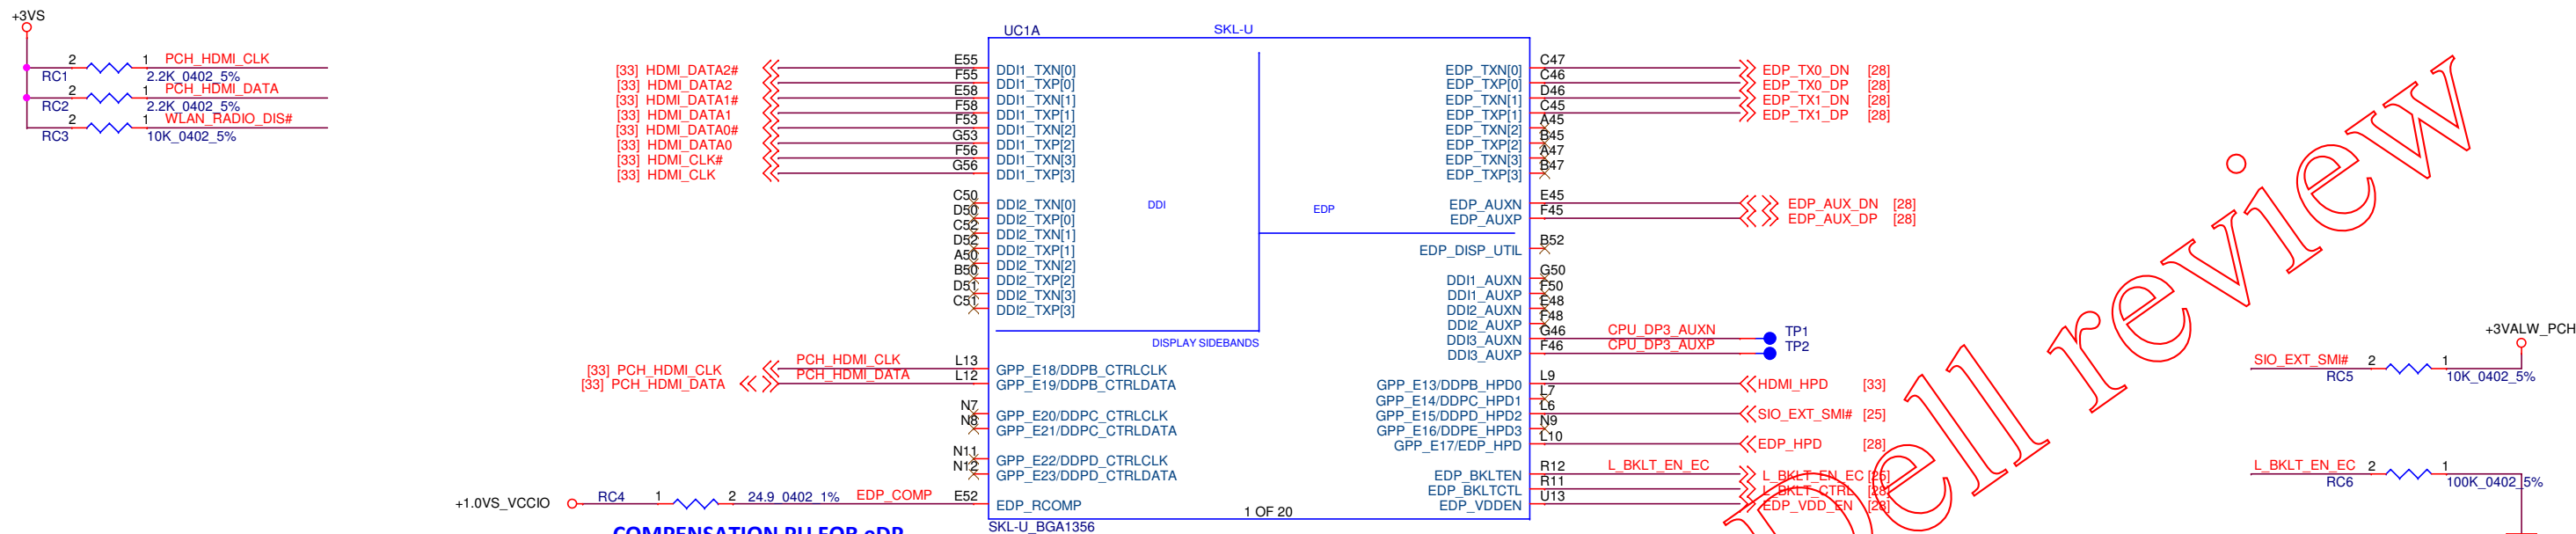 +3VS
2 1 PCH_HDMI_CLK
RC1 2.2K_0402_5%
2 1 PCH_HDMI_DATA
RC2 2.2K_0402_5%
2 1 WLAN_RADIO_DIS#
RC3 10K_0402_5%
UC1A SKL-U
[33] HDMI_DATA2# E55 DDI1_TXN[0]
[33] HDMI_DATA2 F55 DDI1_TXP[0]
[33] HDMI_DATA1# E58 DDI1_TXN[1]
[33] HDMI_DATA1 F58 DDI1_TXP[1]
[33] HDMI_DATA0# F53 DDI1_TXN[2]
[33] HDMI_DATA0 G53 DDI1_TXP[2]
[33] HDMI_CLK# F56 DDI1_TXN[3]
[33] HDMI_CLK G56 DDI1_TXP[3]
C50 DDI2_TXN[0]
D50 DDI2_TXP[0]
C52 DDI2_TXN[1]
D52 DDI2_TXP[1]
A50 DDI2_TXN[2]
B50 DDI2_TXP[2]
D51 DDI2_TXN[3]
C51 DDI2_TXP[3]
DDI
EDP
DISPLAY SIDEBANDS
[33] PCH_HDMI_CLK PCH_HDMI_CLK L13 GPP_E18/DDPB_CTRLCLK
[33] PCH_HDMI_DATA PCH_HDMI_DATA L12 GPP_E19/DDPB_CTRLDATA
N7 GPP_E20/DDPC_CTRLCLK
N8 GPP_E21/DDPC_CTRLDATA
N11 GPP_E22/DDPD_CTRLCLK
N12 GPP_E23/DDPD_CTRLDATA
+1.0VS_VCCIO RC4 1 2 24.9_0402_1% EDP_COMP E52 EDP_RCOMP
COMPENSATION PU FOR eDP
1 OF 20
SKL-U_BGA1356
EDP_TXN[0] C47 EDP_TX0_DN [28]
EDP_TXP[0] C46 EDP_TX0_DP [28]
EDP_TXN[1] D46 EDP_TX1_DN [28]
EDP_TXP[1] C45 EDP_TX1_DP [28]
EDP_TXN[2] A45
EDP_TXP[2] B45
EDP_TXN[3] A47
EDP_TXP[3] B47
EDP_AUXN E45 EDP_AUX_DN [28]
EDP_AUXP F45 EDP_AUX_DP [28]
EDP_DISP_UTIL B52
DDI1_AUXN G50
DDI1_AUXP F50
DDI2_AUXN E48
DDI2_AUXP F48
DDI3_AUXN G46 CPU_DP3_AUXN TP1
DDI3_AUXP F46 CPU_DP3_AUXP TP2
GPP_E13/DDPB_HPD0 L9 HDMI_HPD [33]
GPP_E14/DDPC_HPD1 L7
GPP_E15/DDPD_HPD2 L6 SIO_EXT_SMI# [25]
GPP_E16/DDPE_HPD3 N9
GPP_E17/EDP_HPD L10 EDP_HPD [28]
EDP_BKLTEN R12 L_BKLT_EN_EC L_BKLT_EN_EC [25]
EDP_BKLTCTL R11 L_BKLT_CTRL [28]
EDP_VDDEN U13 EDP_VDD_EN [28]
Dell review
+3VALW_PCH
SIO_EXT_SMI# 2 1
RC5 10K_0402_5%
L_BKLT_EN_EC 2 1
RC6 100K_0402_5%